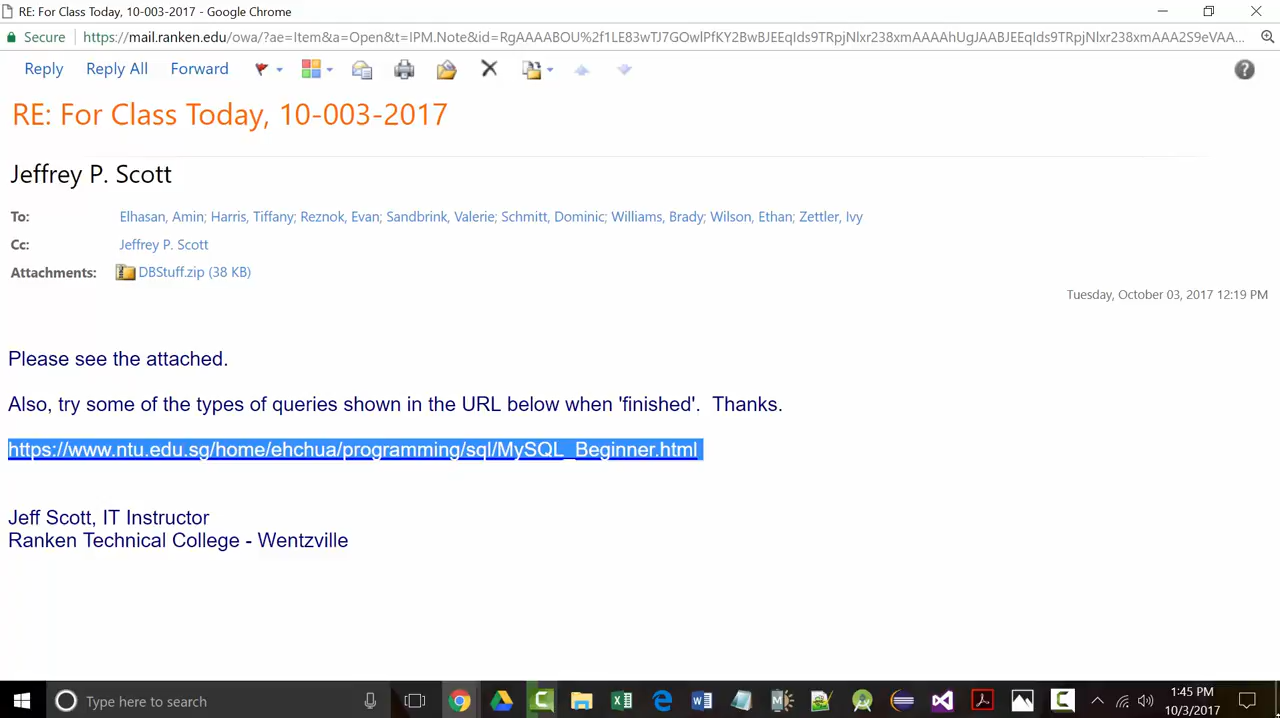 RE: For Class Today, 10-003-2017 - Google Chrome
Secure https://mail.ranken.edu/owa/?ae=Item&a=Open&t=IPM.Note&id=RgAAAABOU%2f1LE83wTJ7GOwlPfKY2BwBJEEqIds9TRpjNlxr238xmAAAAhUgJAABJEEqIds9TRpjNlxr238xmAAA2S9eVAA...
Reply Reply All Forward
RE: For Class Today, 10-003-2017
Jeffrey P. Scott
To: Elhasan, Amin; Harris, Tiffany; Reznok, Evan; Sandbrink, Valerie; Schmitt, Dominic; Williams, Brady; Wilson, Ethan; Zettler, Ivy
Cc: Jeffrey P. Scott
Attachments: DBStuff.zip (38 KB)
Tuesday, October 03, 2017 12:19 PM
Please see the attached.
Also, try some of the types of queries shown in the URL below when 'finished'. Thanks.
https://www.ntu.edu.sg/home/ehchua/programming/sql/MySQL_Beginner.html
Jeff Scott, IT Instructor
Ranken Technical College - Wentzville
Type here to search
1:45 PM
10/3/2017